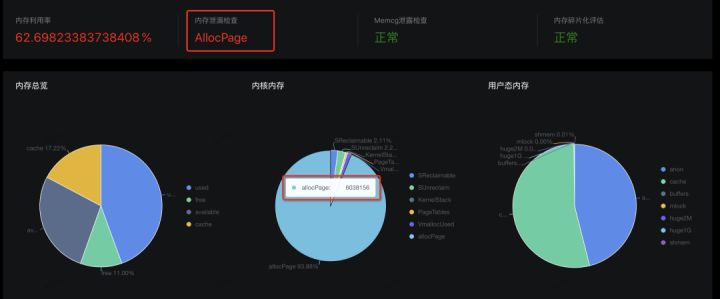 内存利用率
内存泄露检查
Memcg泄露检查
内存碎片化评估
62.69823383738408 %
AllocPage
正常
正常
内存总览
内核内存
用户态内存
cache 17.22%
u...
av...
free 11.00%
used
free
available
cache
SReclaimable 2.11%
SUnreclaim 2.2...
KernelSta...
PageTa...
Vmal...
allocPage: 6038156
allocPage 93.88%
SReclaimable
SUnreclaim
KernelStack
PageTables
VmallocUsed
allocPage
shmem 0.01%
mlock 0.00%
huge2M 0.0...
huge1G...
buffers...
c...
a...
anon
cache
buffers
mlock
huge2M
huge1G
shmem